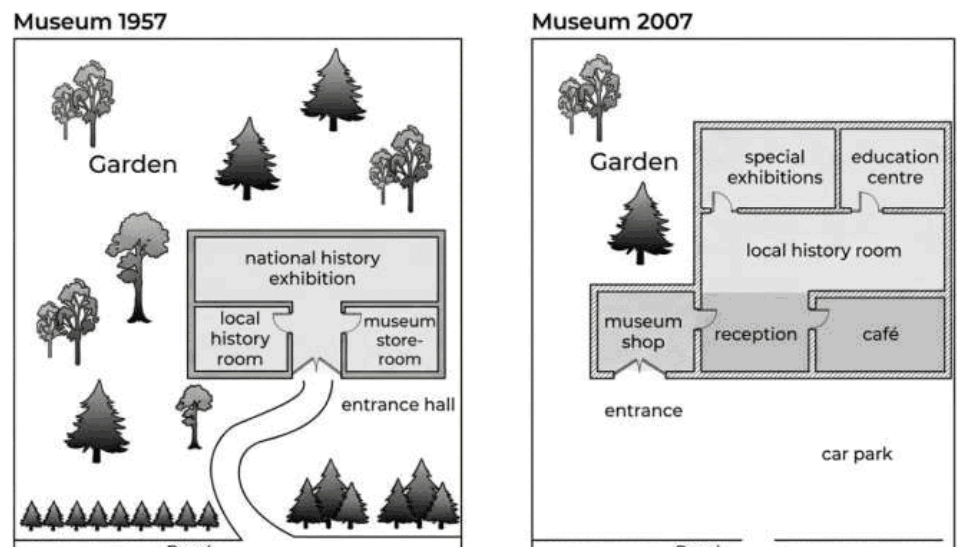 Museum 1957
Garden
national history
exhibition
local
history
room
museum
store-
room
entrance hall
Museum 2007
Garden
special
exhibitions
education
centre
local history room
museum
shop
reception
café
entrance
car park